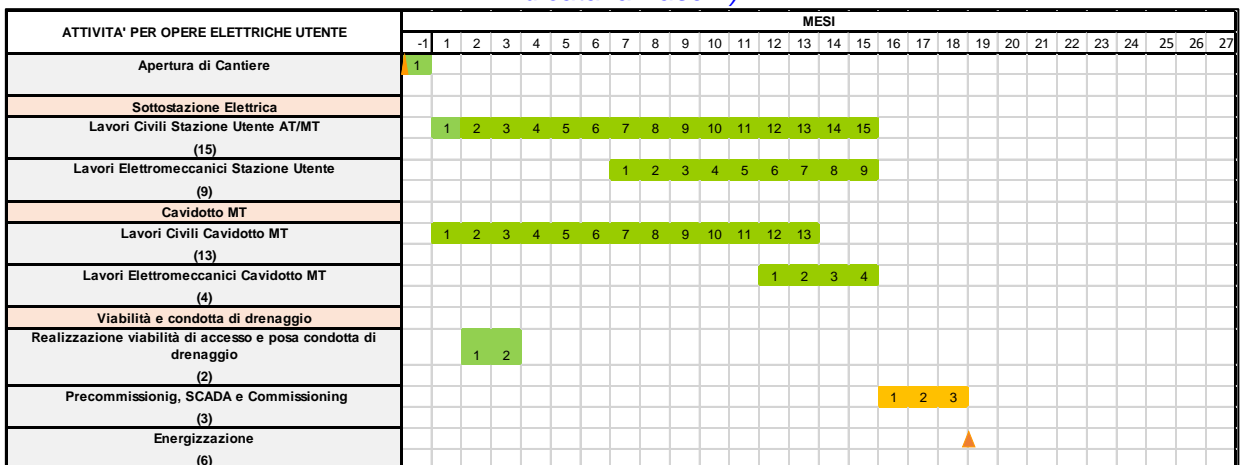 MESI
ATTIVITA' PER OPERE ELETTRICHE UTENTE
-1 1 2 3 4 5 6 7 8 9 10 11 12 13 14 15 16 17 18 19 20 21 22 23 24 25 26 27
Apertura di Cantiere 1
Sottostazione Elettrica
Lavori Civili Stazione Utente AT/MT 1 2 3 4 5 6 7 8 9 10 11 12 13 14 15
(15)
Lavori Elettromeccanici Stazione Utente 1 2 3 4 5 6 7 8 9
(9)
Cavidotto MT
Lavori Civili Cavidotto MT 1 2 3 4 5 6 7 8 9 10 11 12 13
(13)
Lavori Elettromeccanici Cavidotto MT 1 2 3 4
(4)
Viabilità e condotta di drenaggio
Realizzazione viabilità di accesso e posa condotta di
drenaggio 1 2
(2)
Precommissionig, SCADA e Commissioning 1 2 3
(3)
Energizzazione
(6)